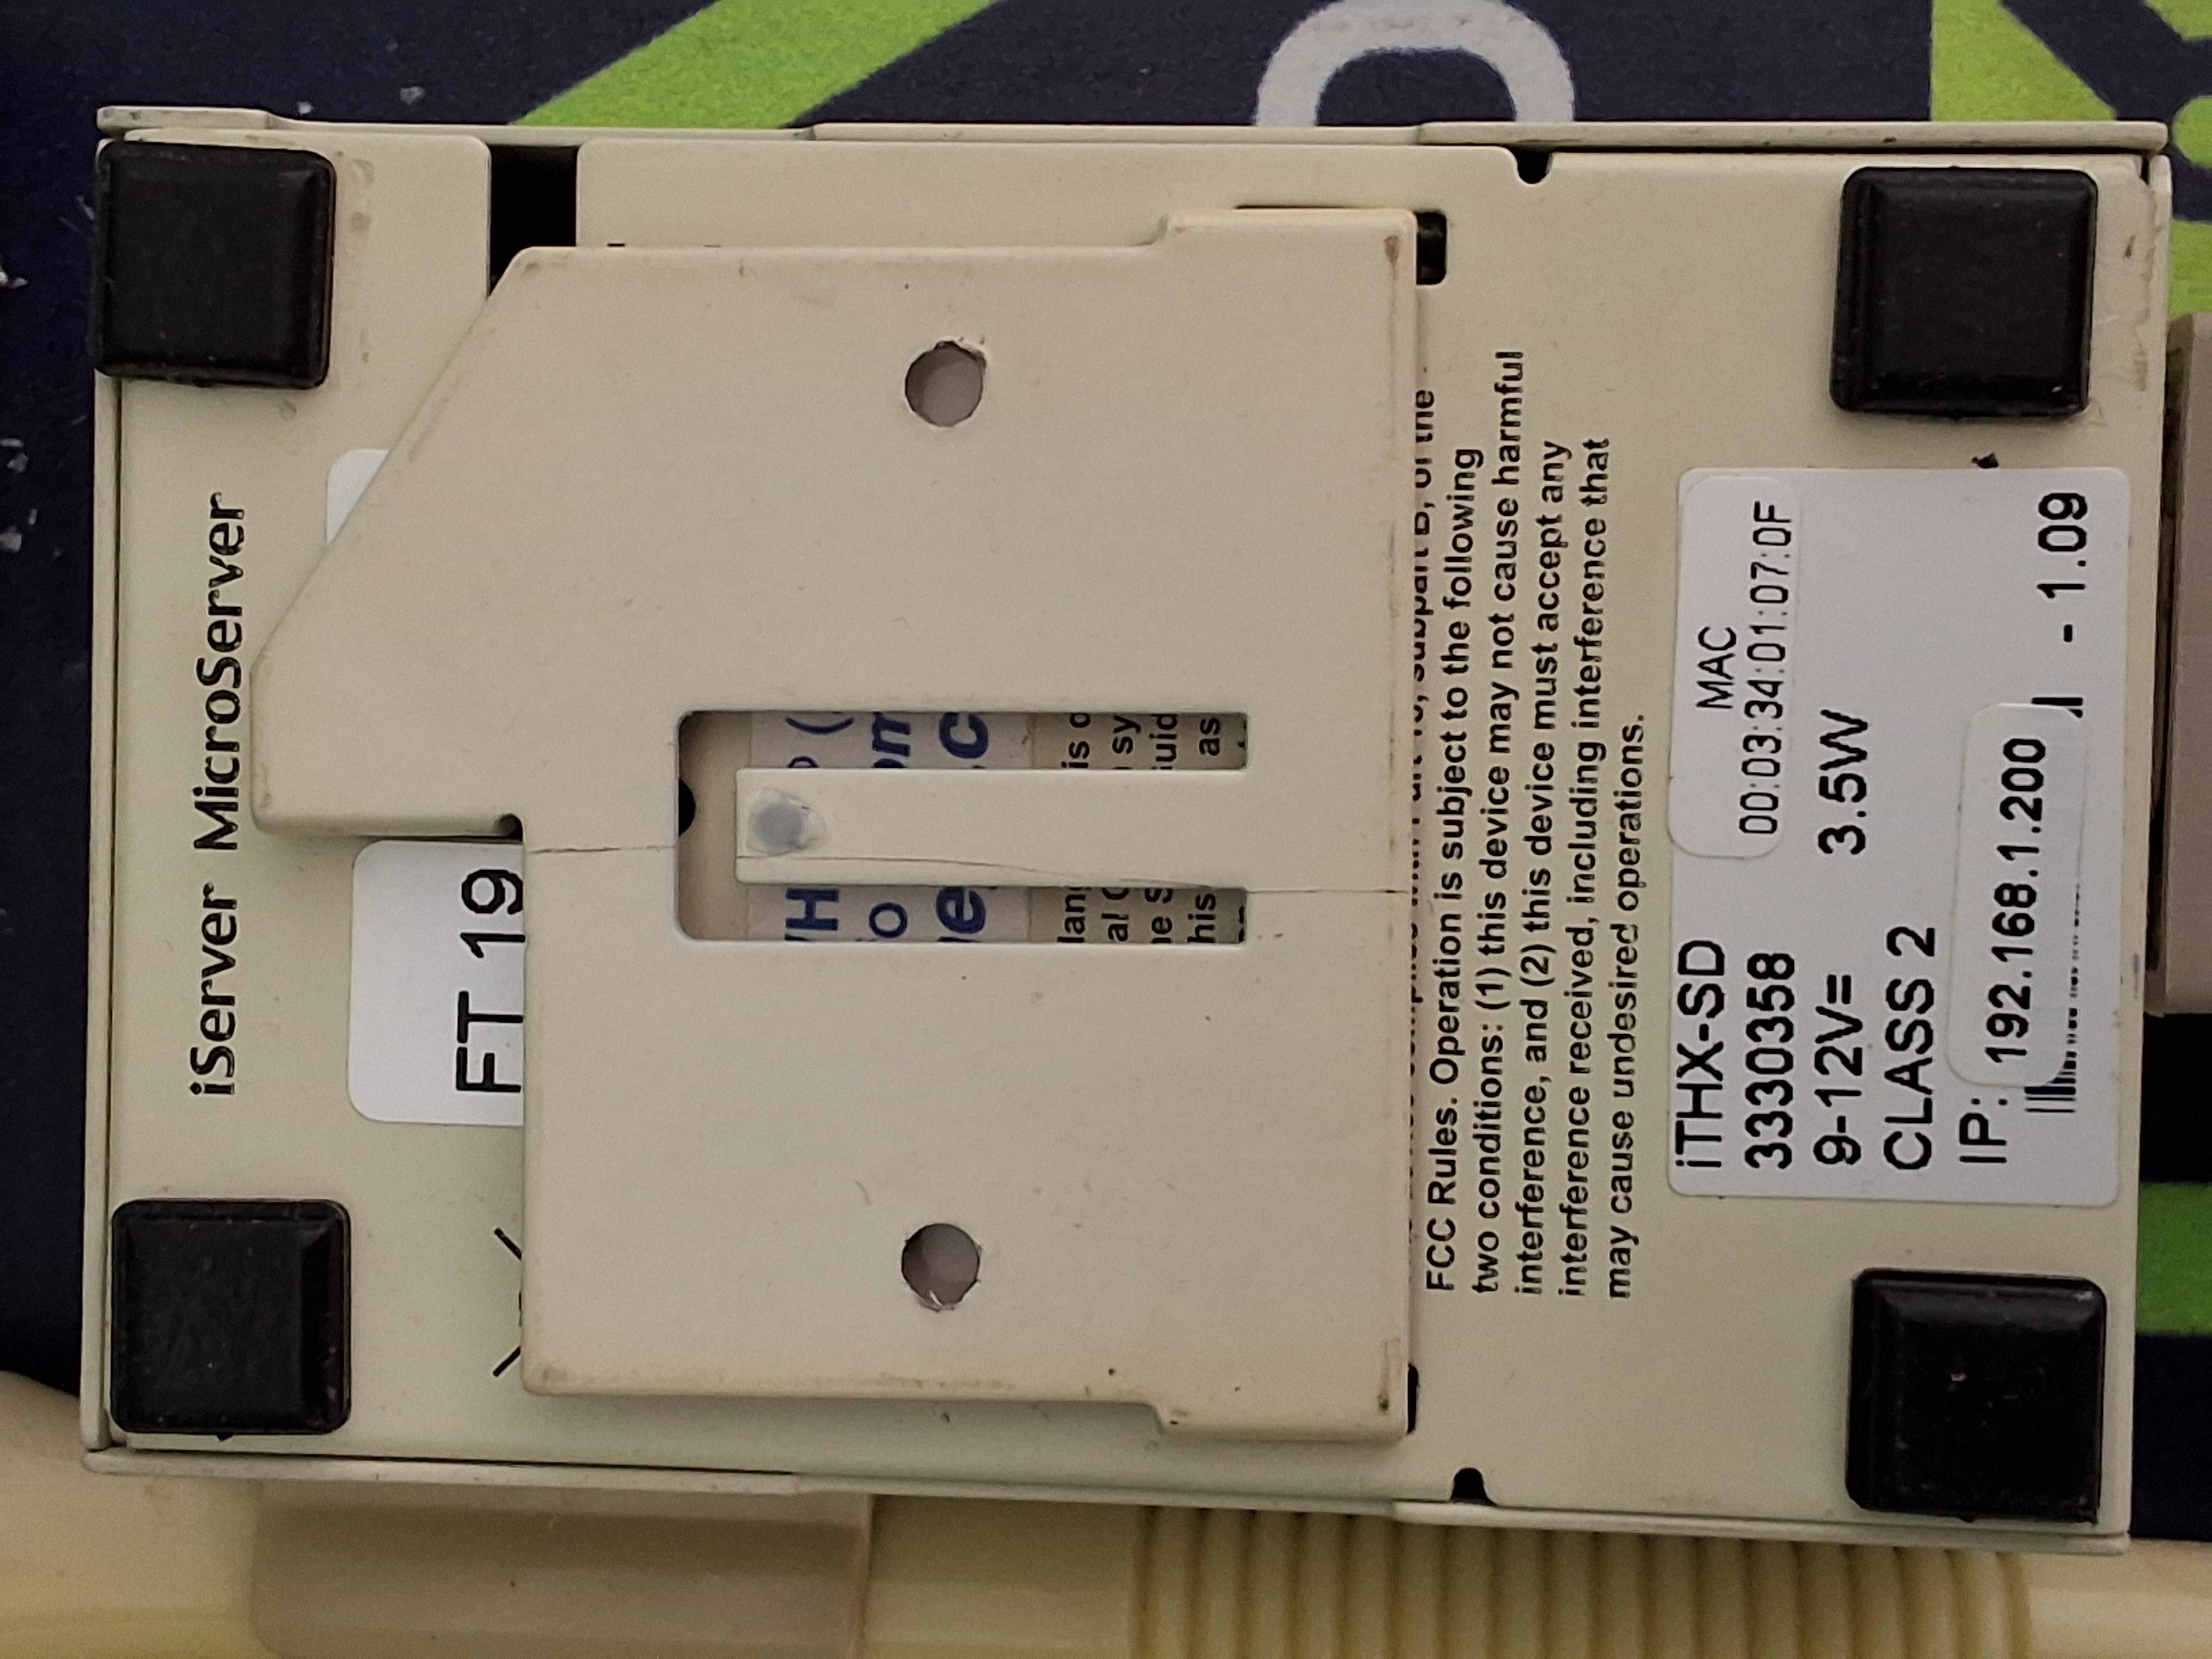 iServer MicroServer
FT 19
FCC Rules. Operation is subject to the following
two conditions: (1) this device may not cause harmful
interference, and (2) this device must accept any
interference received, including interference that
may cause undesired operations.
iTHX-SD
MAC
3330358
00:03:34:01:07:0F
9-12V= 3.5W
CLASS 2
IP: 192.168.1.200
- 1.09